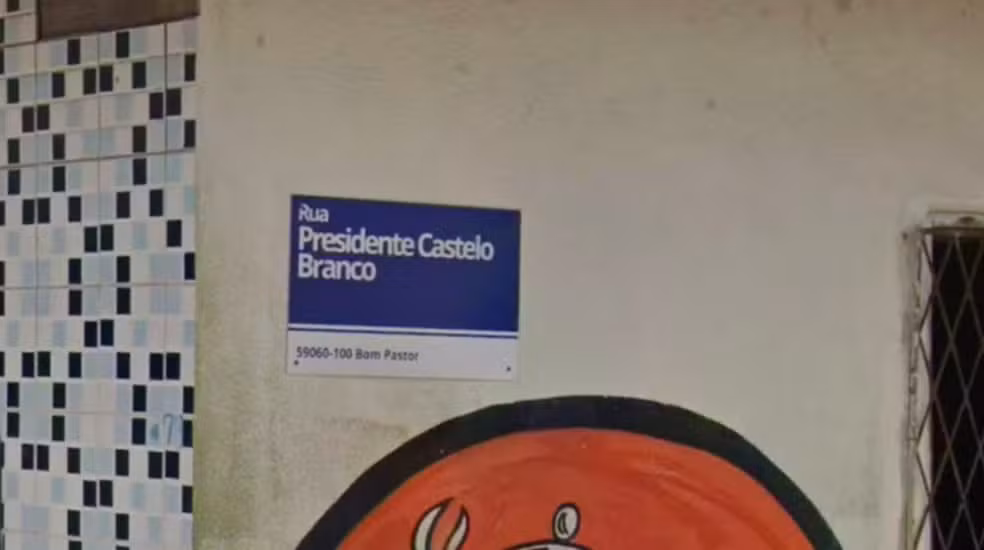 Rua
Presidente Castelo
Branco
59060-100 Bom Pastor